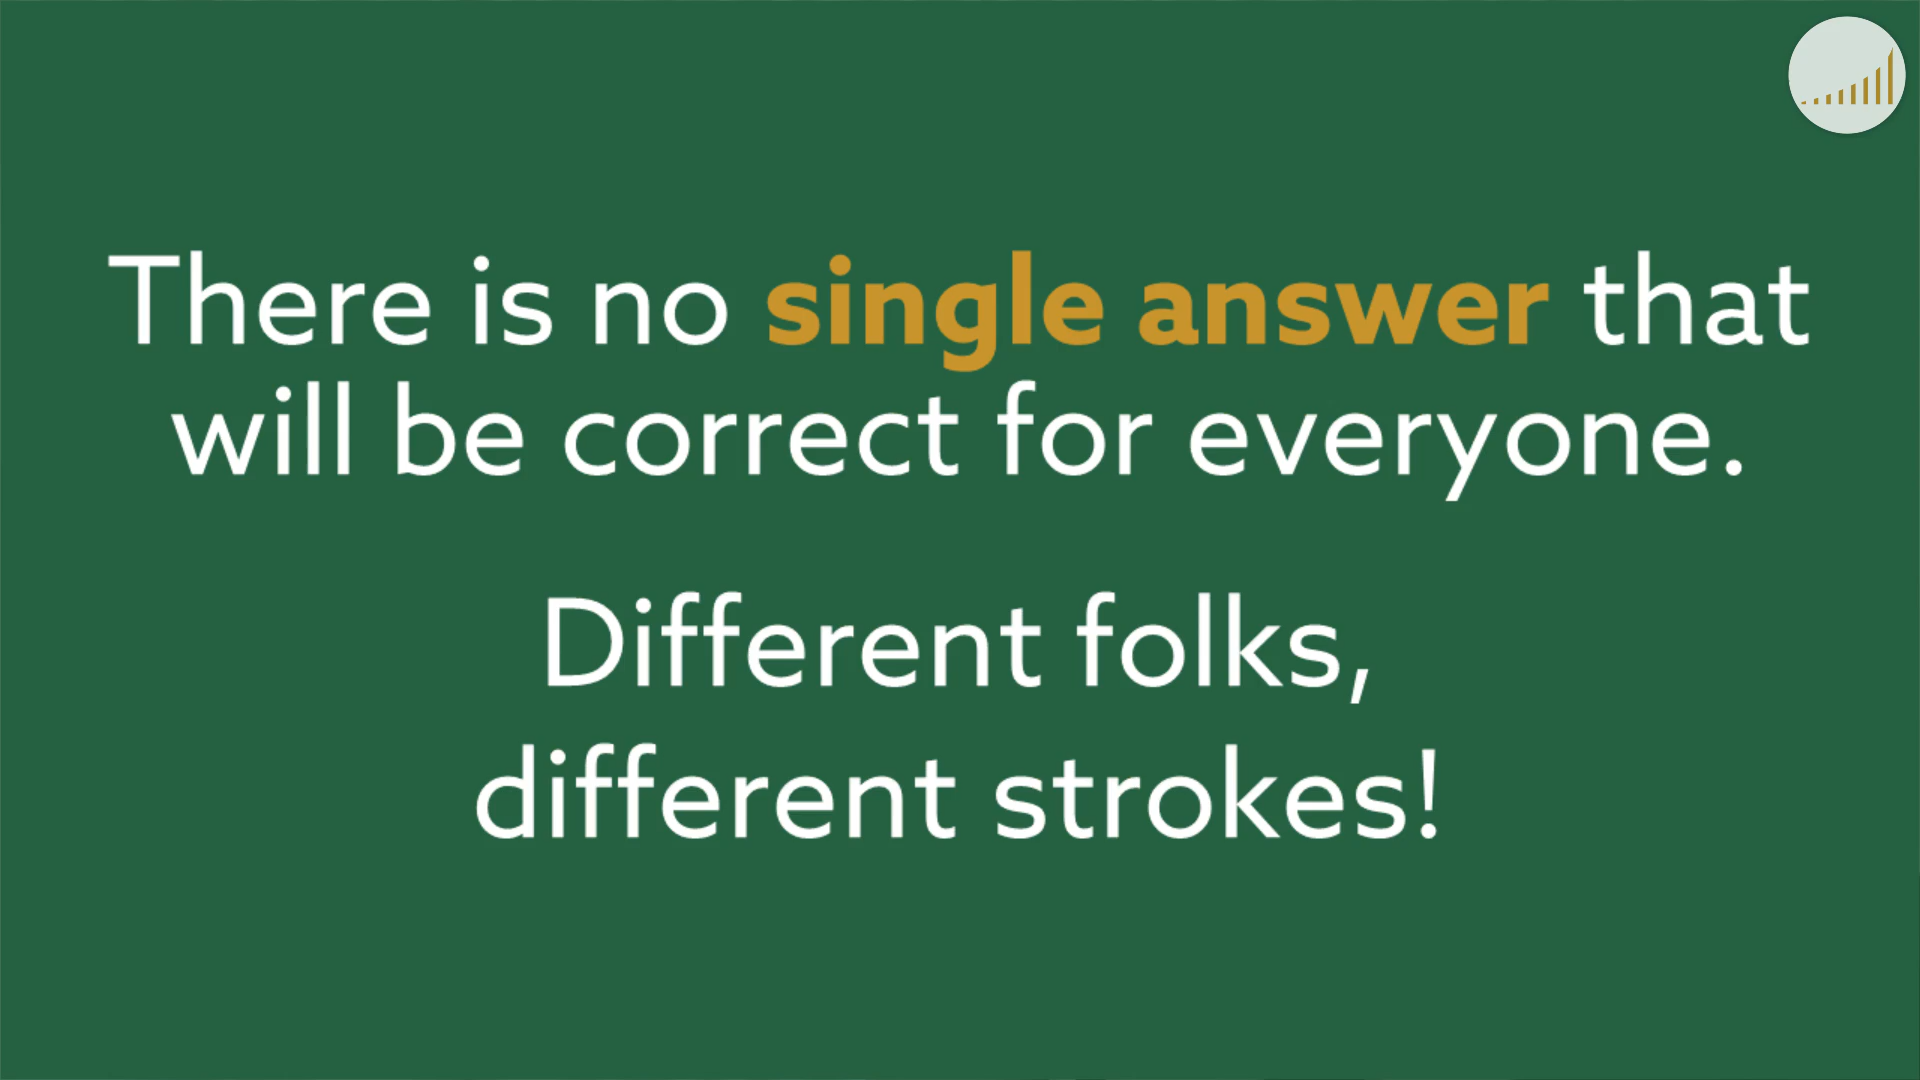 There is no single answer that
will be correct for everyone.
Different folks,
different strokes!